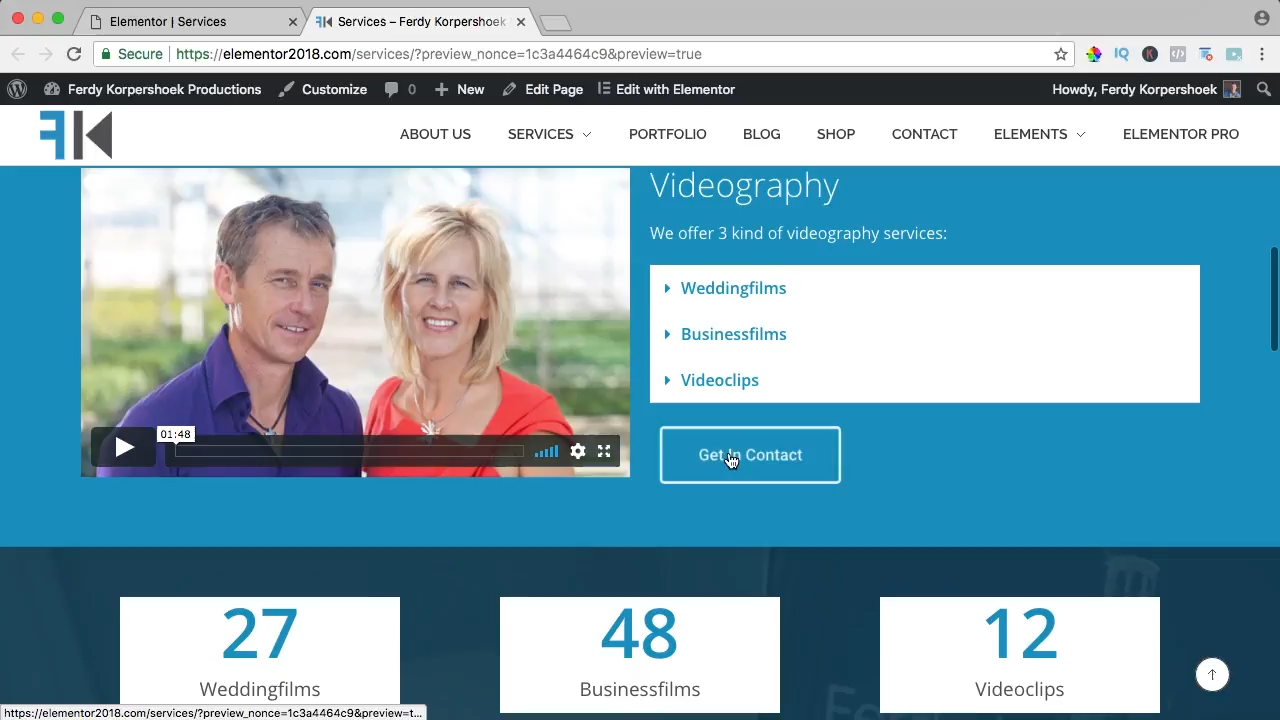 Elementor | Services
Services – Ferdy Korpershoek
Secure
https://elementor2018.com/services/?preview_nonce=1c3a4464c9&preview=true
Ferdy Korpershoek Productions
Customize
0
New
Edit Page
Edit with Elementor
Howdy, Ferdy Korpershoek
FK
ABOUT US
SERVICES
PORTFOLIO
BLOG
SHOP
CONTACT
ELEMENTS
ELEMENTOR PRO
Videography
We offer 3 kind of videography services:
Weddingfilms
Businessfilms
Videoclips
01:48
Get in Contact
27
Weddingfilms
48
Businessfilms
12
Videoclips
https://elementor2018.com/services/?preview_nonce=1c3a4464c9&preview=t...